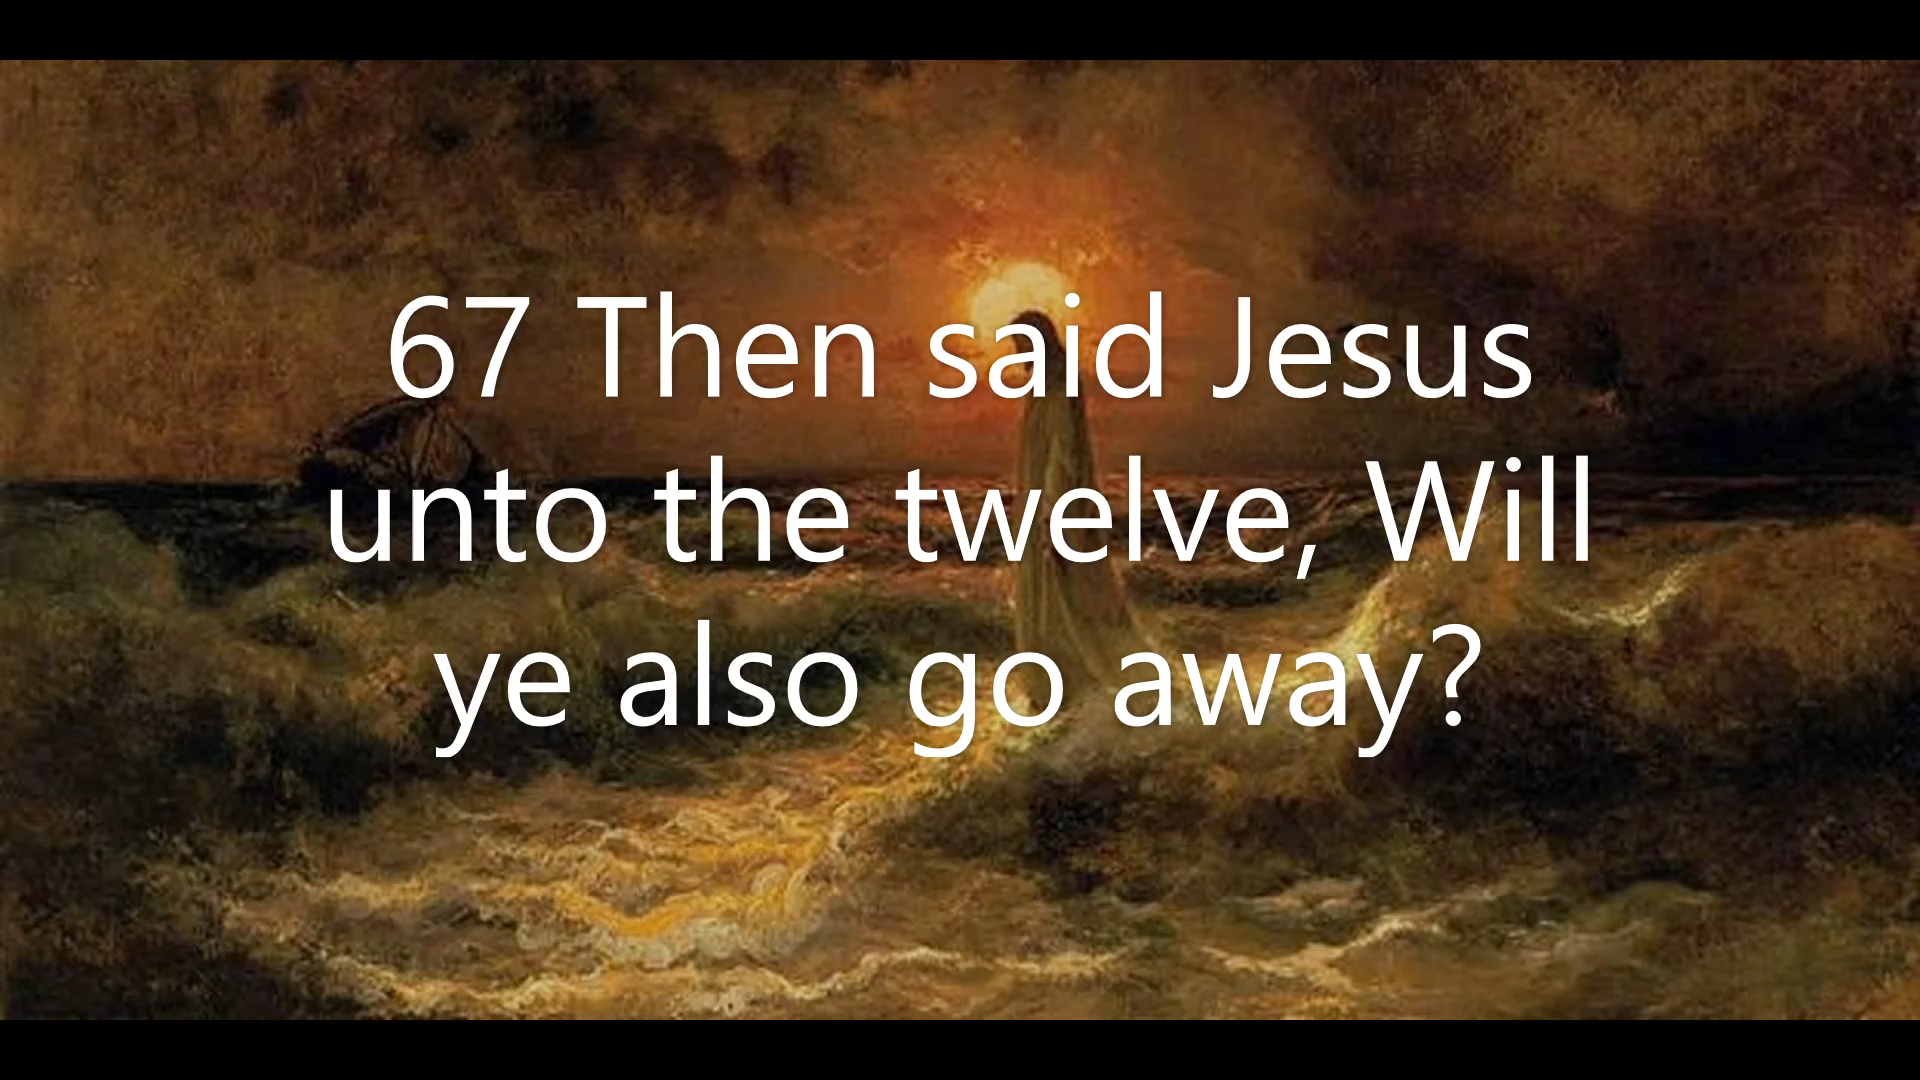 67 Then said Jesus
unto the twelve, Will
ye also go away?